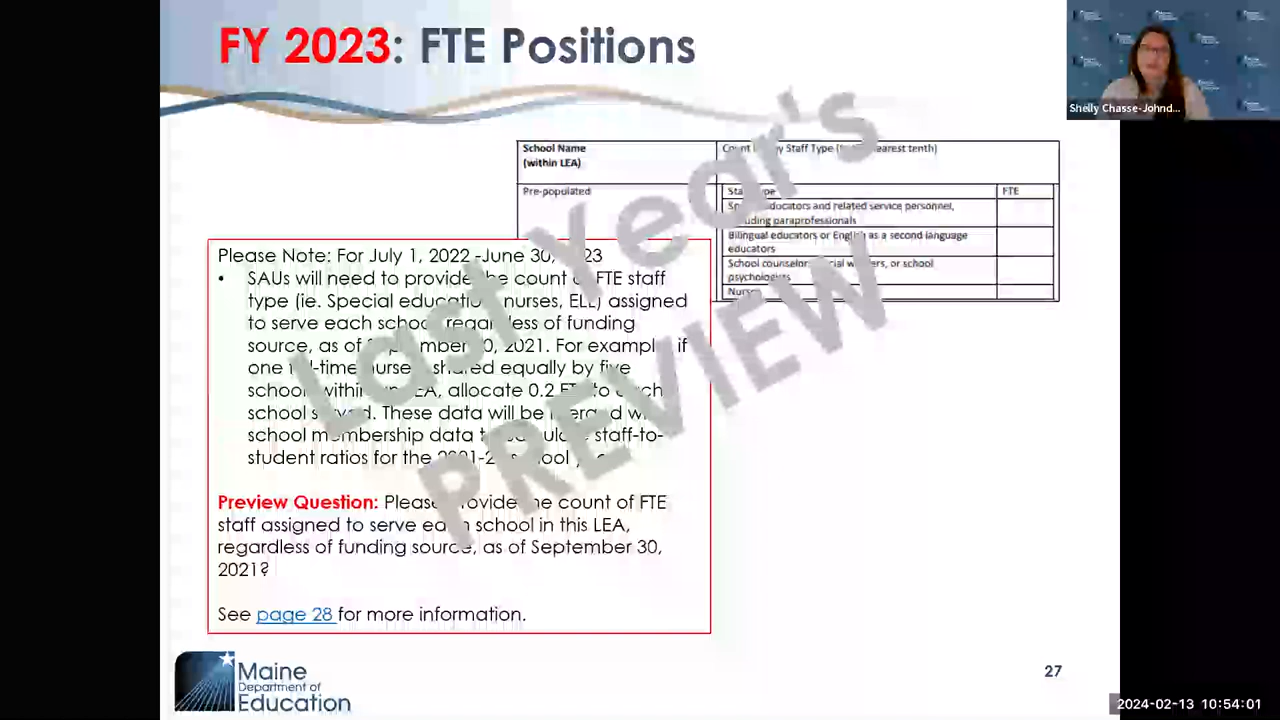 FY 2023: FTE Positions
Shelly Chasse-Johnd...
School Name
(within LEA)
Count by Staff Type (to the nearest tenth)
Pre-populated
Staff Type
FTE
Special educators and related service personnel,
including paraprofessionals
Bilingual educators or English as a second language
educators
School counselors, social workers, or school
psychologists
Nurses
Please Note: For July 1, 2022 -June 30, 2023
• SAUs will need to provide the count of FTE staff
type (ie. Special education, nurses, ELL) assigned
to serve each school regardless of funding
source, as of September 30, 2021. For example, if
one full-time nurse is shared equally by five
schools within an LEA, allocate 0.2 FTE to each
school served. These data will be merged with
school membership data to calculate staff-to-
student ratios for the 2021-22 school year.
Preview Question: Please provide the count of FTE
staff assigned to serve each school in this LEA,
regardless of funding source, as of September 30,
2021?
See page 28 for more information.
Last Year's
PREVIEW
Maine
Department of
Education
27
2024-02-13 10:54:01